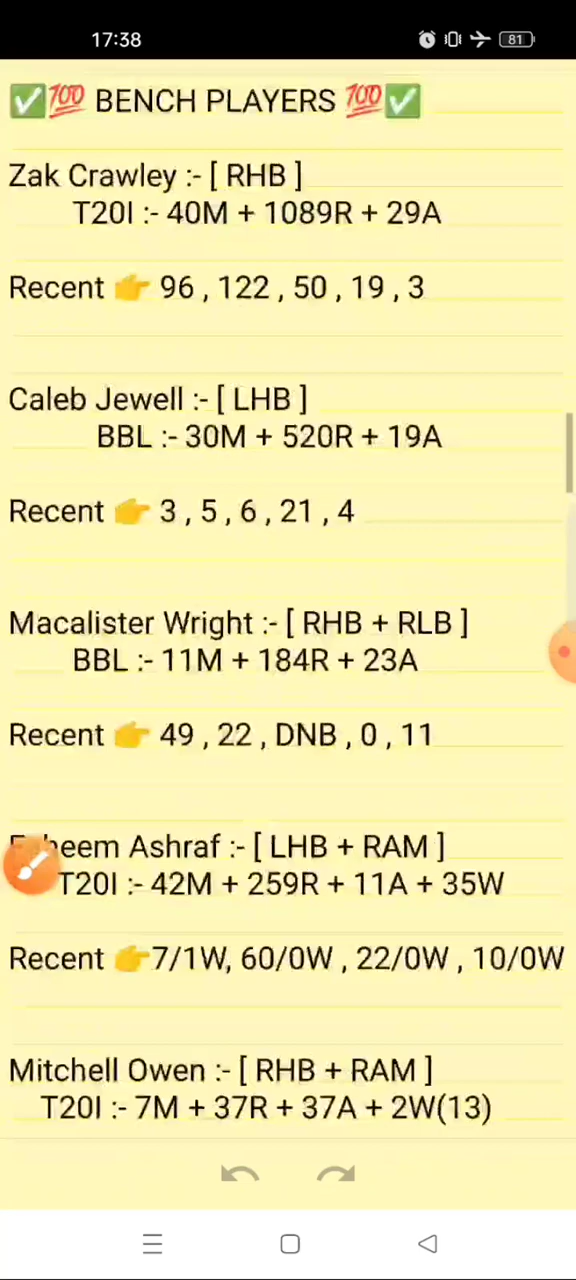 17:38
81
✅💯 BENCH PLAYERS 💯✅
Zak Crawley :- [ RHB ]
T20I :- 40M + 1089R + 29A
Recent 👉 96 , 122 , 50 , 19 , 3
Caleb Jewell :- [ LHB ]
BBL :- 30M + 520R + 19A
Recent 👉 3 , 5 , 6 , 21 , 4
Macalister Wright :- [ RHB + RLB ]
BBL :- 11M + 184R + 23A
Recent 👉 49 , 22 , DNB , 0 , 11
Ashraf :- [ LHB + RAM ]
T20I :- 42M + 259R + 11A + 35W
Recent 👉7/1W, 60/0W , 22/0W , 10/0W
Mitchell Owen :- [ RHB + RAM ]
T20I :- 7M + 37R + 37A + 2W(13)